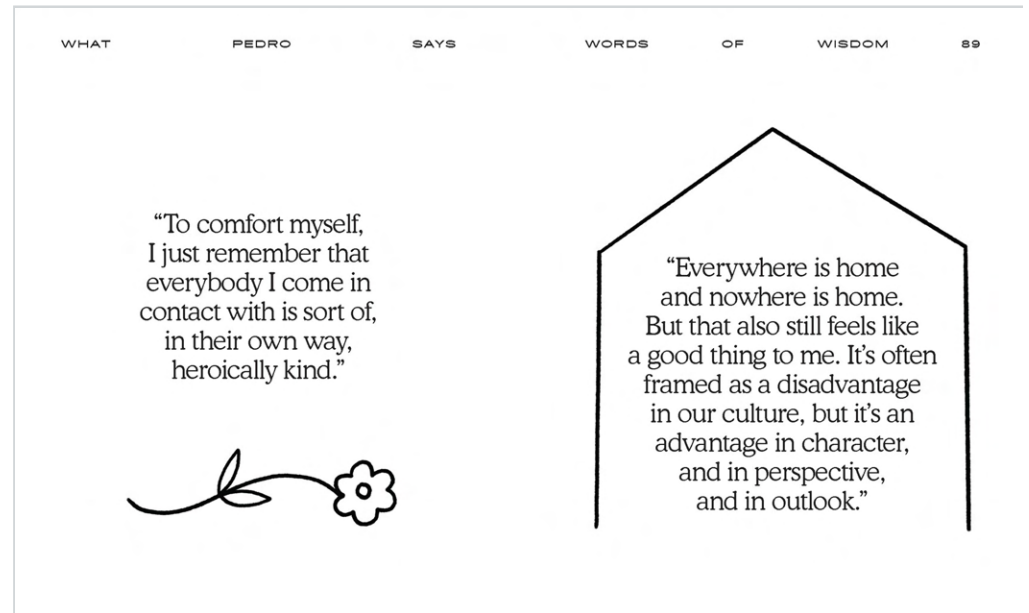 WHAT PEDRO SAYS WORDS OF WISDOM 89
“To comfort myself,
I just remember that
everybody I come in
contact with is sort of,
in their own way,
heroically kind.”
“Everywhere is home
and nowhere is home.
But that also still feels like
a good thing to me. It’s often
framed as a disadvantage
in our culture, but it’s an
advantage in character,
and in perspective,
and in outlook.”